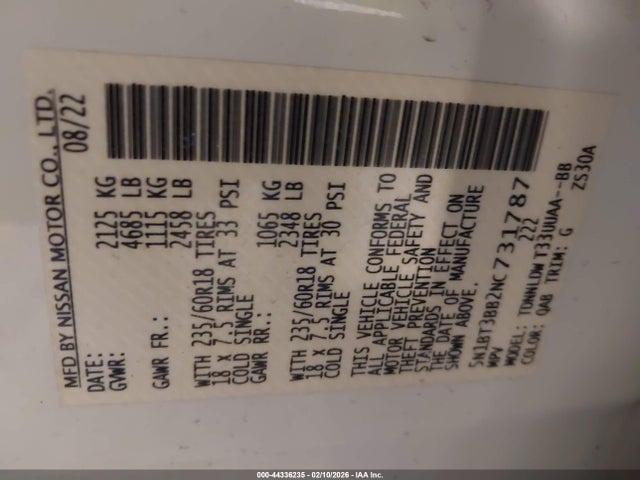 MFD BY NISSAN MOTOR CO., LTD.
DATE: 08/22
GVWR: 2125 KG
4685 LB
GAWR FR.: 1115 KG
2458 LB
WITH 235/60R18 TIRES
18 x 7.5 RIMS AT 33 PSI
COLD SINGLE
GAWR RR.: 1065 KG
2348 LB
WITH 235/60R18 TIRES
18 x 7.5 RIMS AT 30 PSI
COLD SINGLE
THIS VEHICLE CONFORMS TO
ALL APPLICABLE FEDERAL
MOTOR VEHICLE SAFETY AND
THEFT PREVENTION
STANDARDS IN EFFECT ON
THE DATE OF MANUFACTURE
SHOWN ABOVE.
5N1BT3BB2NC731787
MPV 222
MODEL: TDNNLDW T33UUAA--BB
COLOR: QAB TRIM: G ZS30A
000-44336235 - 02/10/2026 - IAA Inc.